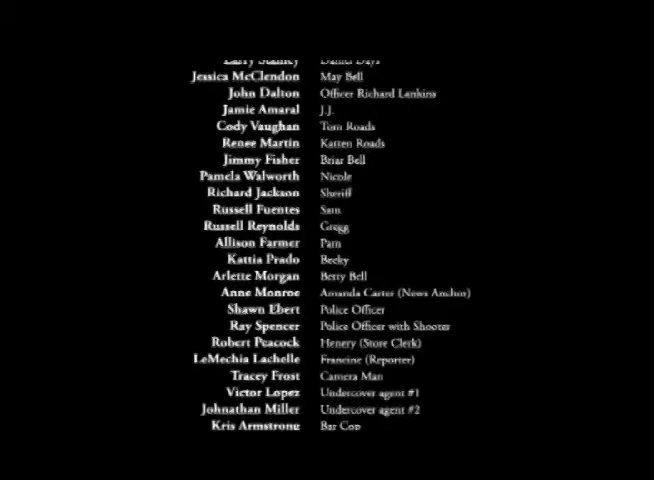 Jessica McClendon May Bell
John Dalton Officer Richard Lankins
Jamie Amaral J.J.
Cody Vaughan Tom Roads
Renee Martin Karren Roads
Jimmy Fisher Briar Bell
Pamela Walworth Nicole
Richard Jackson Sheriff
Russell Fuentes Sam
Russell Reynolds Gregg
Allison Farmer Pam
Kattia Prado Becky
Arlette Morgan Betty Bell
Anne Monroe Amanda Carter (News Anchor)
Shawn Ebert Police Officer
Ray Spencer Police Officer with Shooter
Robert Peacock Henery (Store Clerk)
LeMechia Lachelle Francine (Reporter)
Tracey Frost Camera Man
Victor Lopez Undercover agent #1
Johnathan Miller Undercover agent #2
Kris Armstrong Bar Cop